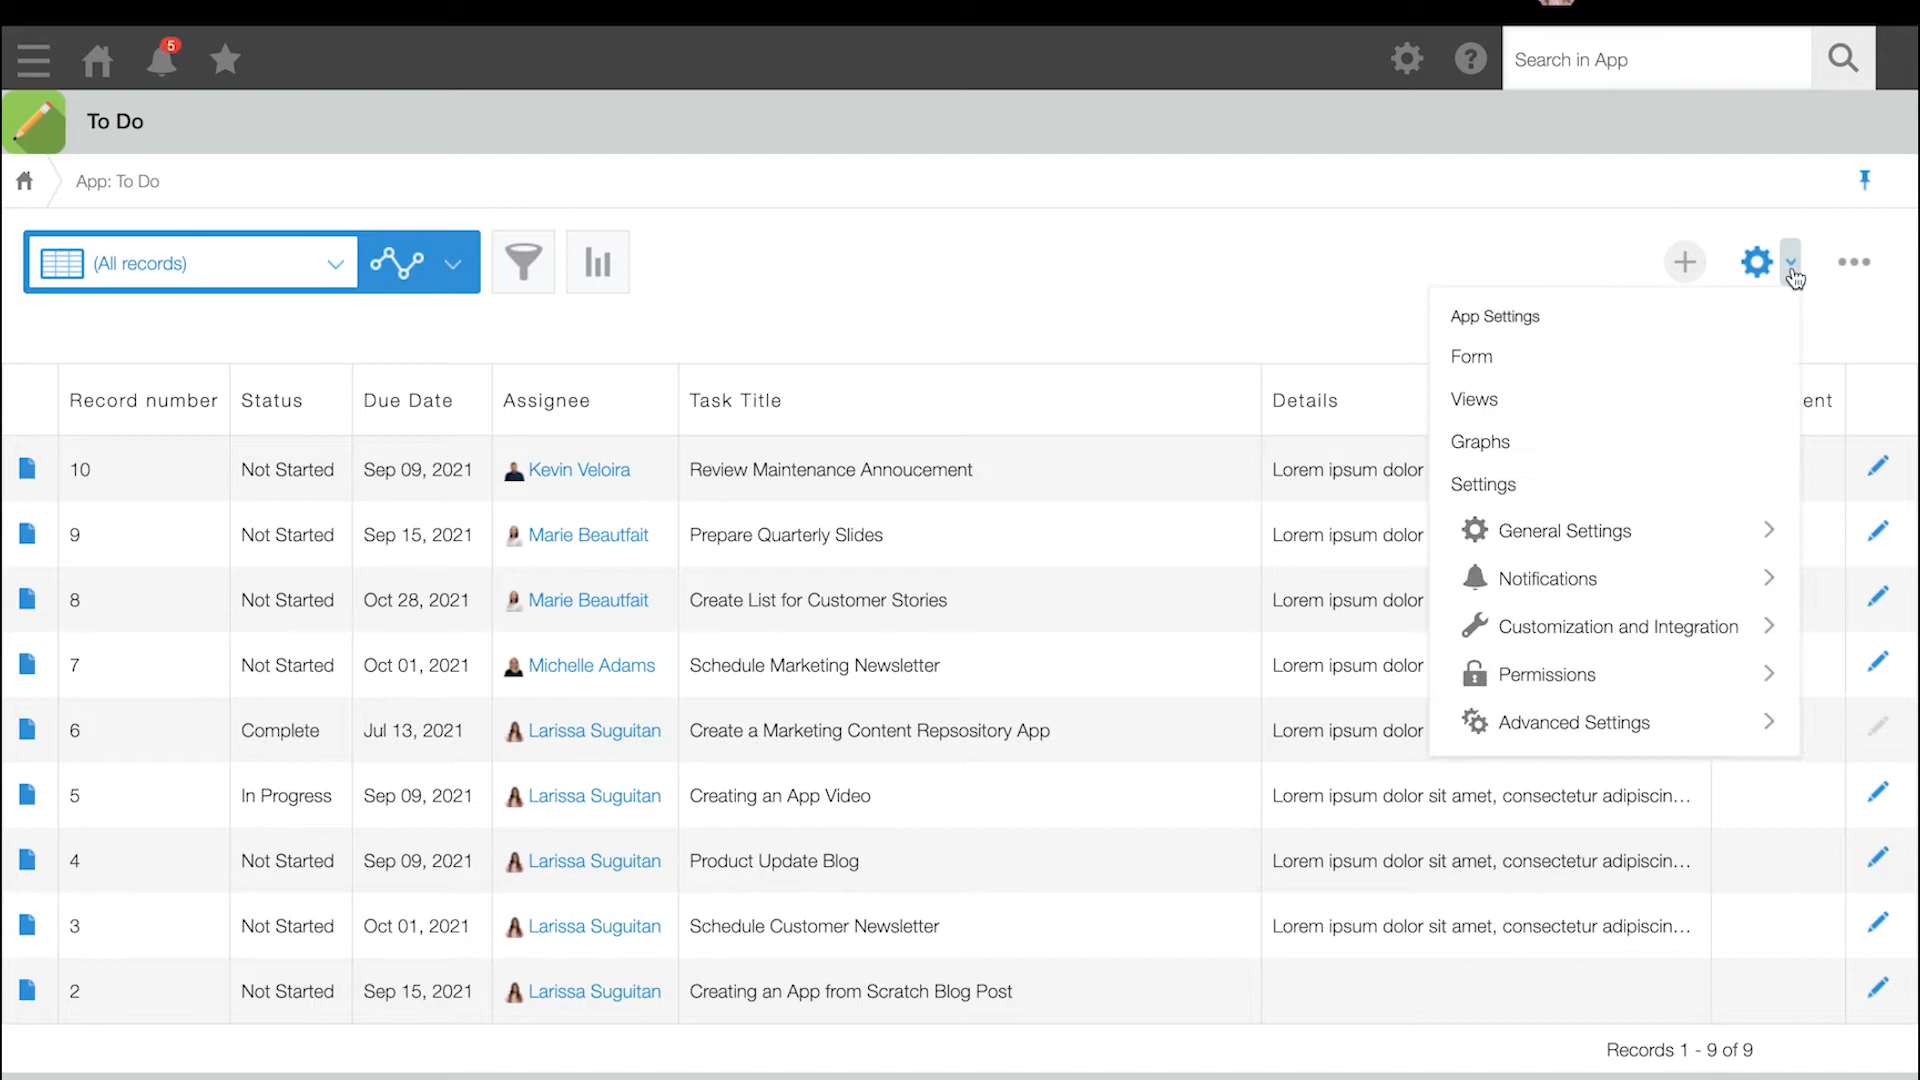 5
Search in App
To Do
App: To Do
(All records)
App Settings
Form
Views
Graphs
Settings
General Settings
Notifications
Customization and Integration
Permissions
Advanced Settings
Record number Status Due Date Assignee Task Title Details ent
10 Not Started Sep 09, 2021 Kevin Veloira Review Maintenance Annoucement Lorem ipsum dolor
9 Not Started Sep 15, 2021 Marie Beautfait Prepare Quarterly Slides Lorem ipsum dolor
8 Not Started Oct 28, 2021 Marie Beautfait Create List for Customer Stories Lorem ipsum dolor
7 Not Started Oct 01, 2021 Michelle Adams Schedule Marketing Newsletter Lorem ipsum dolor
6 Complete Jul 13, 2021 Larissa Suguitan Create a Marketing Content Repsository App Lorem ipsum dolor
5 In Progress Sep 09, 2021 Larissa Suguitan Creating an App Video Lorem ipsum dolor sit amet, consectetur adipiscin...
4 Not Started Sep 09, 2021 Larissa Suguitan Product Update Blog Lorem ipsum dolor sit amet, consectetur adipiscin...
3 Not Started Oct 01, 2021 Larissa Suguitan Schedule Customer Newsletter Lorem ipsum dolor sit amet, consectetur adipiscin...
2 Not Started Sep 15, 2021 Larissa Suguitan Creating an App from Scratch Blog Post
Records 1 - 9 of 9